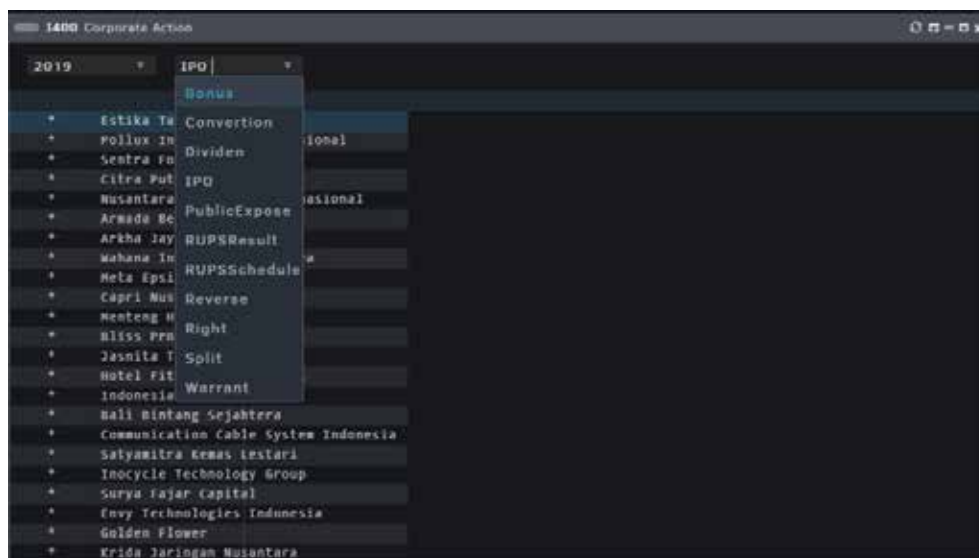 1400 Corporate Action
2019 IPO
Bonus
Convertion
Dividen
IPO
PublicExpose
RUPSResult
RUPSSchedule
Reverse
Right
Split
Warrant
* Estika Ta
* Pollux In sional
* Sentra Fo
* Citra Put
* Nusantara nasional
* Armada Be
* Arkha Jay
* Wahana In a
* Meta Epsi
* Capri Nus
* Menteng H
* Bliss Pro
* Jasnita T
* Hotel Fit
* Indonesia
* Bali Bintang Sejahtera
* Communication Cable System Indonesia
* Satyamitra Kemas Lestari
* Inocycle Technology Group
* Surya Fajar Capital
* Envy Technologies Indonesia
* Golden Flower
* Krida Jaringan Nusantara